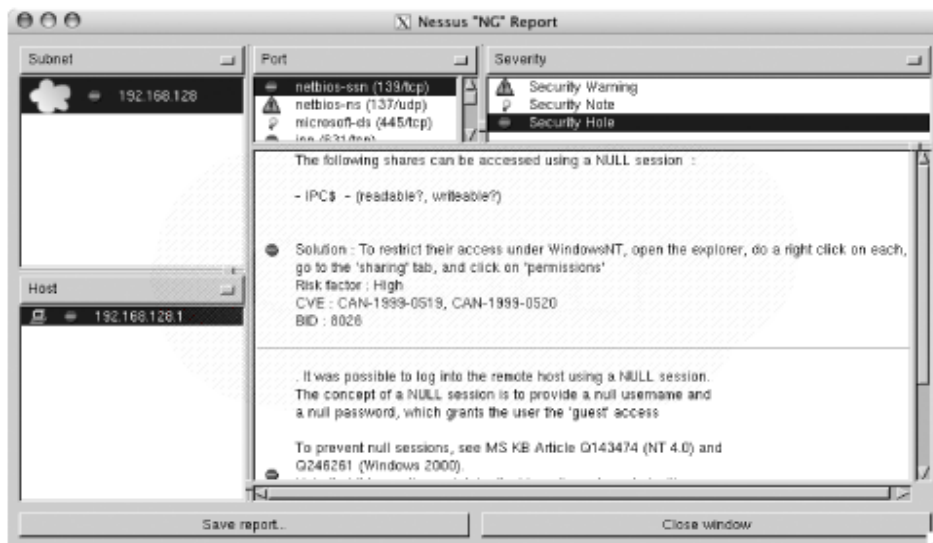 Nessus "NG" Report
Subnet
192.168.128
Host
192.168.128.1
Port
netbios-ssn (139/tcp)
netbios-ns (137/udp)
microsoft-ds (445/tcp)
ipp (631/tcp)
Severity
Security Warning
Security Note
Security Hole
The following shares can be accessed using a NULL session :
- IPC$ - (readable?, writeable?)
Solution : To restrict their access under WindowsNT, open the explorer, do a right click on each,
go to the 'sharing' tab, and click on 'permissions'
Risk factor : High
CVE : CAN-1999-0519, CAN-1999-0520
BID : 8026
. It was possible to log into the remote host using a NULL session.
The concept of a NULL session is to provide a null username and
a null password, which grants the user the 'guest' access
To prevent null sessions, see MS KB Article Q143474 (NT 4.0) and
Q246261 (Windows 2000).
Save report...
Close window